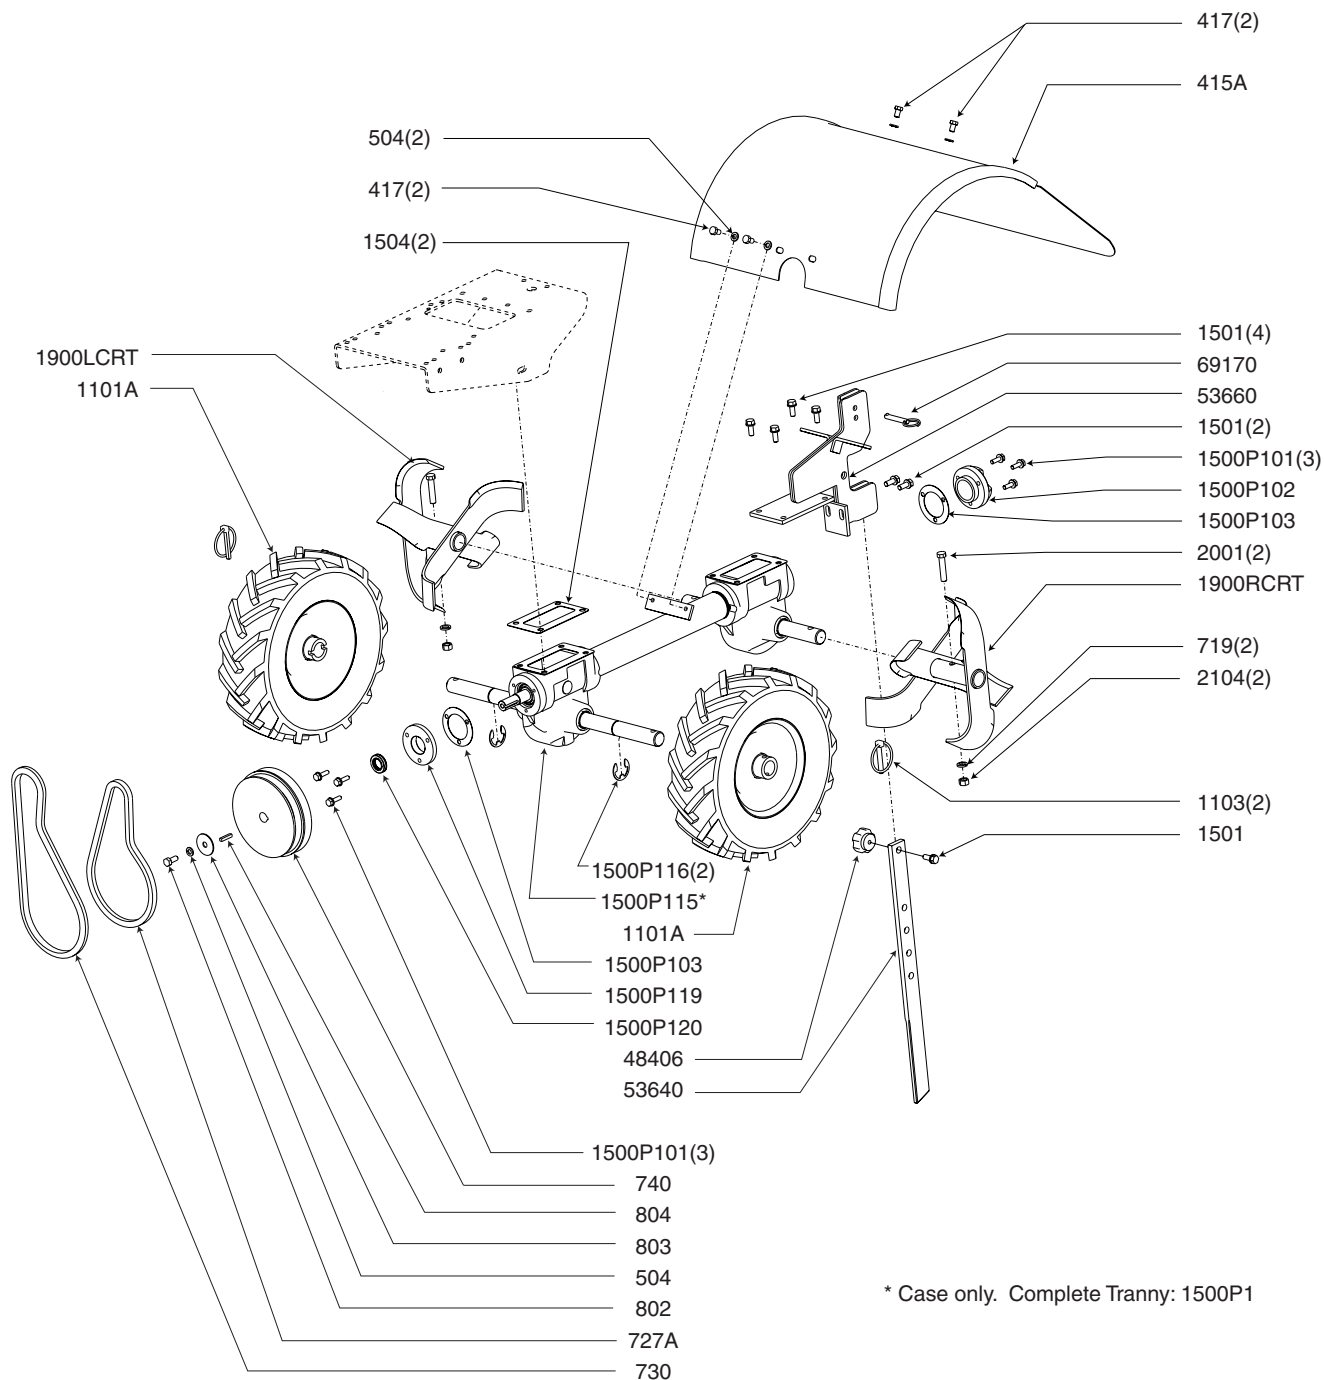 417(2)
415A
504(2)
417(2)
1504(2)
1900LCRT
1101A
1501(4)
69170
53660
1501(2)
1500P101(3)
1500P102
1500P103
2001(2)
1900RCRT
719(2)
2104(2)
1103(2)
1501
1500P116(2)
1500P115*
1101A
1500P103
1500P119
1500P120
48406
53640
1500P101(3)
740
804
803
504
802
727A
730
* Case only. Complete Tranny: 1500P1